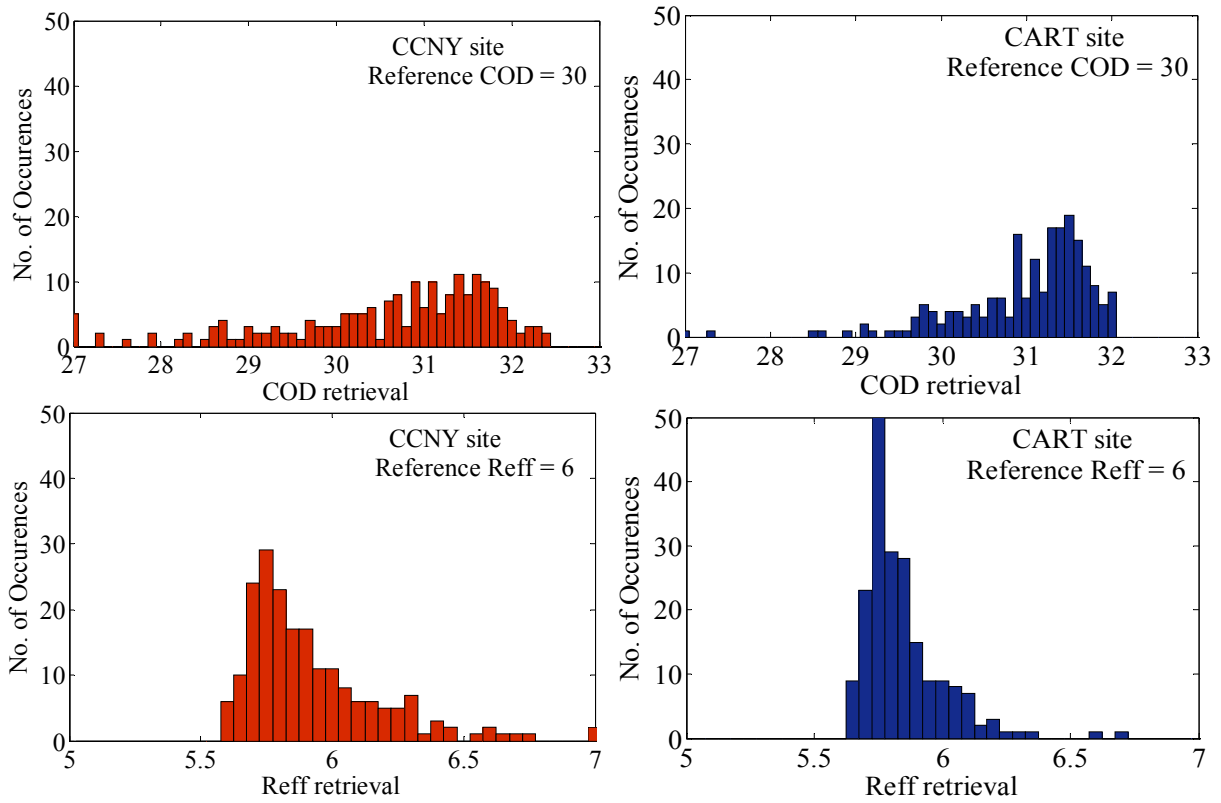 50
40
30
20
10
0
No. of Occurences
CCNY site
Reference COD = 30
27 28 29 30 31 32 33
COD retrieval
50
40
30
20
10
0
No. of Occurences
CART site
Reference COD = 30
27 28 29 30 31 32 33
COD retrieval
50
40
30
20
10
0
No. of Occurences
CCNY site
Reference Reff = 6
5 5.5 6 6.5 7
Reff retrieval
50
40
30
20
10
0
No. of Occurences
CART site
Reference Reff = 6
5 5.5 6 6.5 7
Reff retrieval